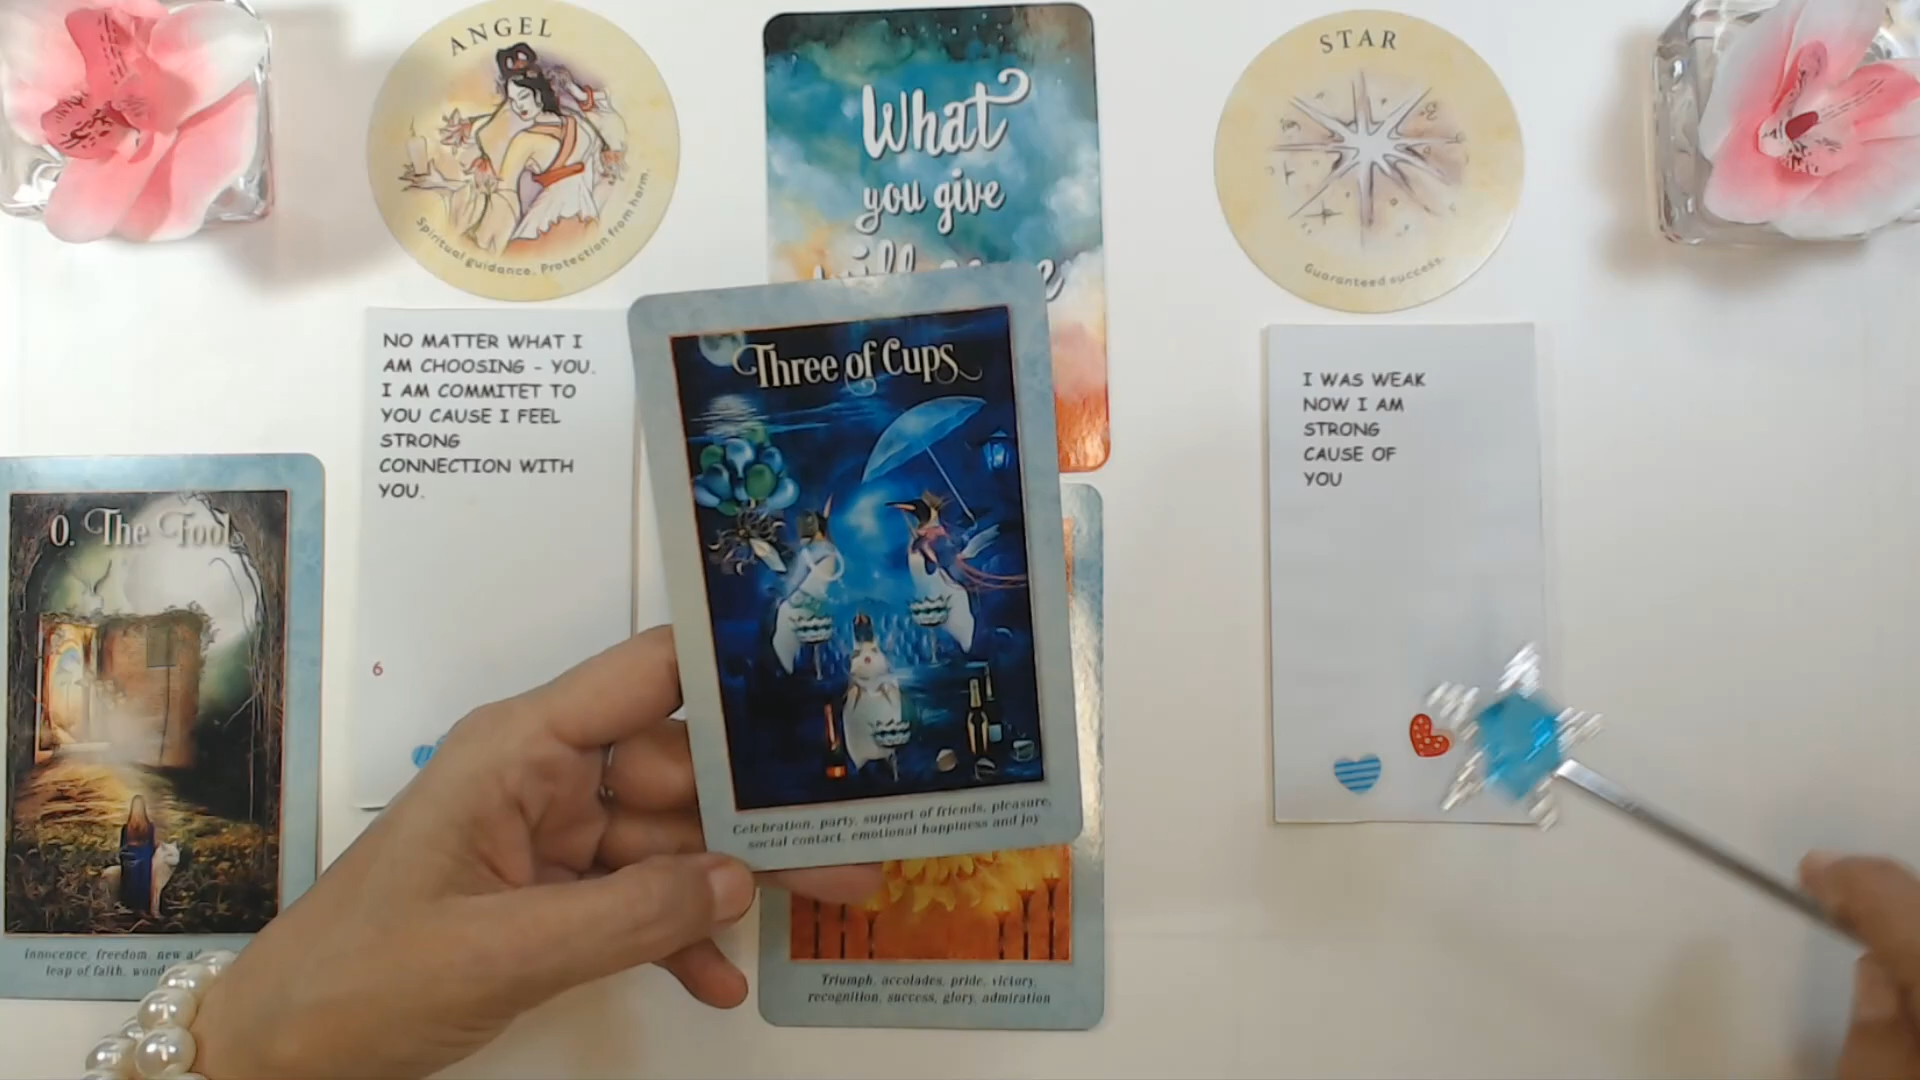 ANGEL
Spiritual guidance. Protection from harm.
What
you give
will
STAR
Guaranteed success.
NO MATTER WHAT I
AM CHOOSING - YOU.
I AM COMMITET TO
YOU CAUSE I FEEL
STRONG
CONNECTION WITH
YOU.
6
Three of Cups
Celebration, party, support of friends, pleasure,
social contact, emotional happiness and joy
I WAS WEAK
NOW I AM
STRONG
CAUSE OF
YOU
0. The Fool
Innocence, freedom, new
leap of faith,
Triumph, accolades, pride, victory,
recognition, success, glory, admiration